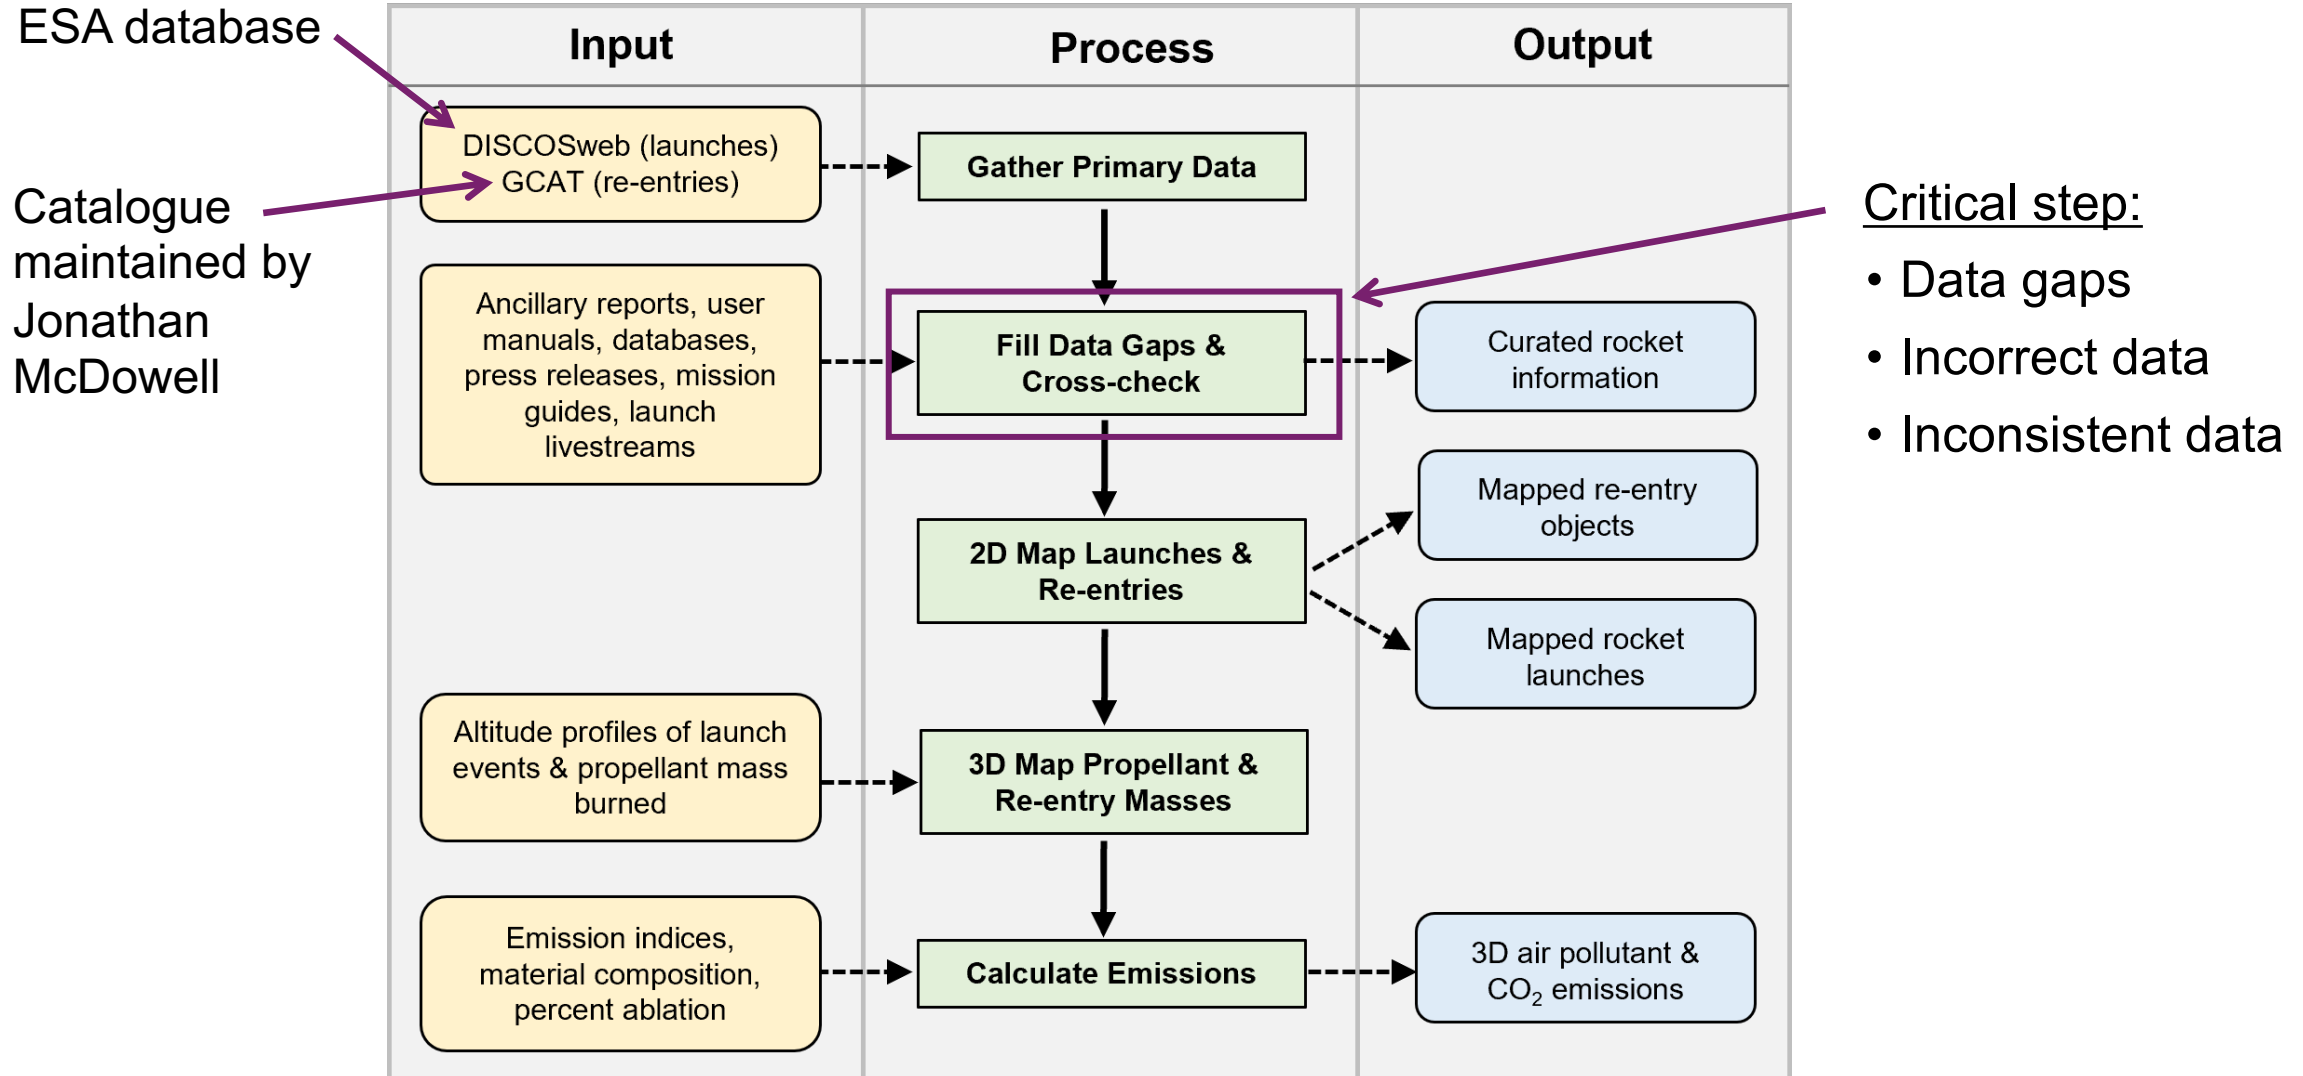 ESA database
Catalogue
maintained by
Jonathan
McDowell
Input
Process
Output
DISCOSweb (launches)
GCAT (re-entries)
Gather Primary Data
Ancillary reports, user
manuals, databases,
press releases, mission
guides, launch
livestreams
Fill Data Gaps &
Cross-check
Curated rocket
information
2D Map Launches &
Re-entries
Mapped re-entry
objects
Mapped rocket
launches
Altitude profiles of launch
events & propellant mass
burned
3D Map Propellant &
Re-entry Masses
Emission indices,
material composition,
percent ablation
Calculate Emissions
3D air pollutant &
CO₂ emissions
Critical step:
• Data gaps
• Incorrect data
• Inconsistent data